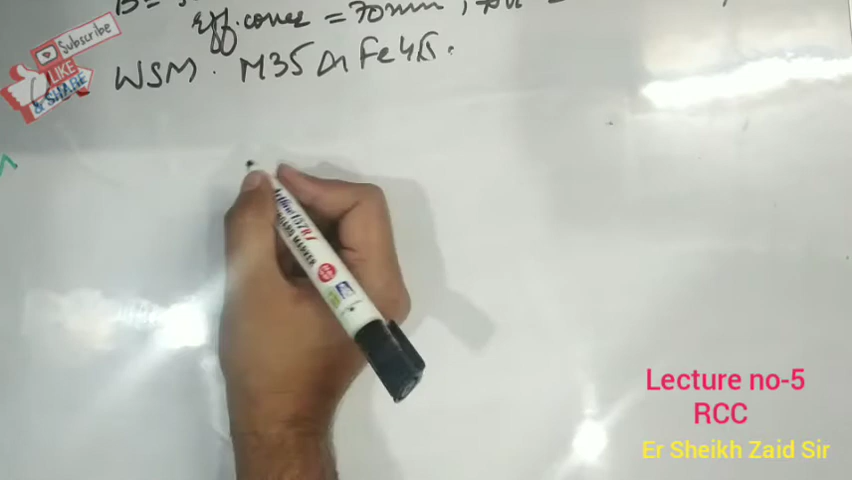 B=
eff. cover = 70mm,
WSM. M35 Fe415.
Subscribe
LIKE
& SHARE
Lecture no-5
RCC
Er Sheikh Zaid Sir